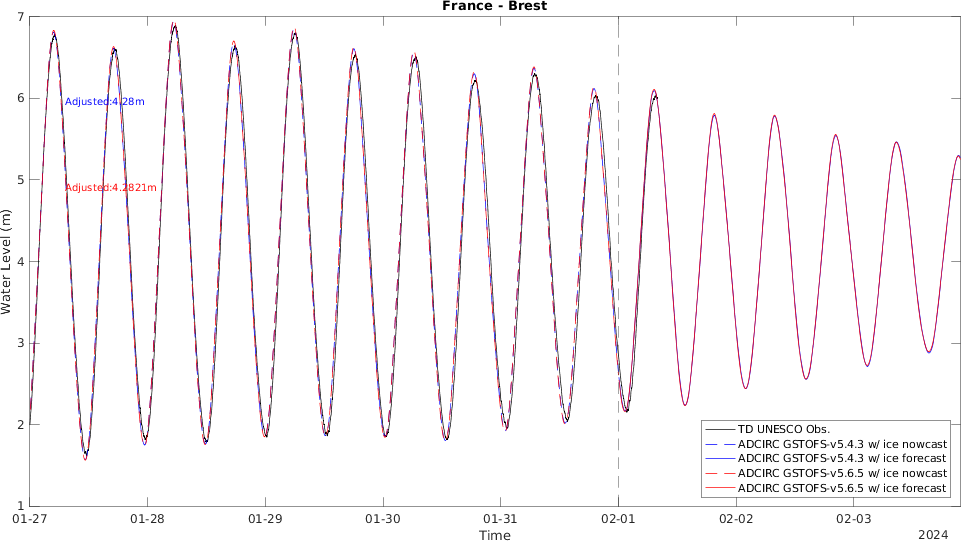 France - Brest
7
6
5
4
3
2
1
Water Level (m)
Adjusted:4.28m
Adjusted:4.2821m
TD UNESCO Obs.
ADCIRC GSTOFS-v5.4.3 w/ ice nowcast
ADCIRC GSTOFS-v5.4.3 w/ ice forecast
ADCIRC GSTOFS-v5.6.5 w/ ice nowcast
ADCIRC GSTOFS-v5.6.5 w/ ice forecast
01-27 01-28 01-29 01-30 01-31 02-01 02-02 02-03
Time
2024